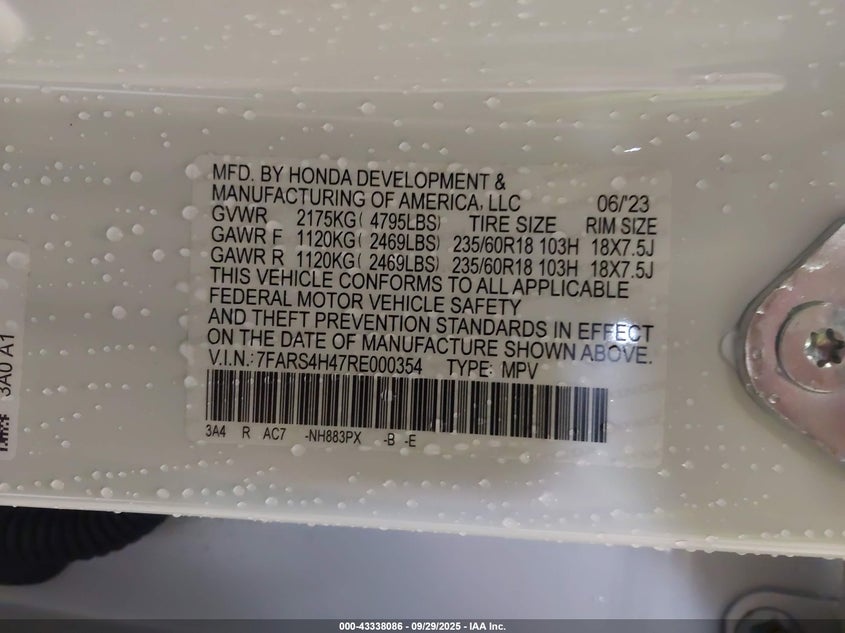 MFD. BY HONDA DEVELOPMENT &
MANUFACTURING OF AMERICA, LLC 06/'23
GVWR 2175KG( 4795LBS) TIRE SIZE RIM SIZE
GAWR F 1120KG( 2469LBS) 235/60R18 103H 18X7.5J
GAWR R 1120KG( 2469LBS) 235/60R18 103H 18X7.5J
THIS VEHICLE CONFORMS TO ALL APPLICABLE
FEDERAL MOTOR VEHICLE SAFETY
AND THEFT PREVENTION STANDARDS IN EFFECT
ON THE DATE OF MANUFACTURE SHOWN ABOVE.
V.I.N.: 7FARS4H47RE000354 TYPE: MPV
3A4 R AC7 -NH883PX -B -E
3A0 A1
000-43338086 - 09/29/2025 - IAA Inc.